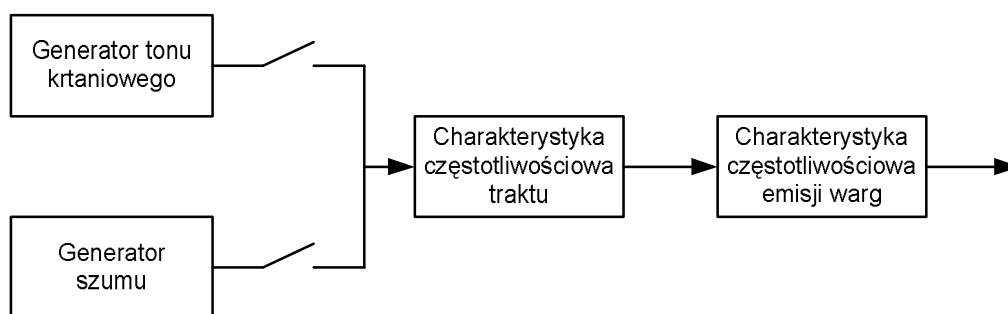 Generator tonu
krtaniowego
Charakterystyka
częstotliwościowa
traktu
Charakterystyka
częstotliwościowa
emisji warg
Generator
szumu